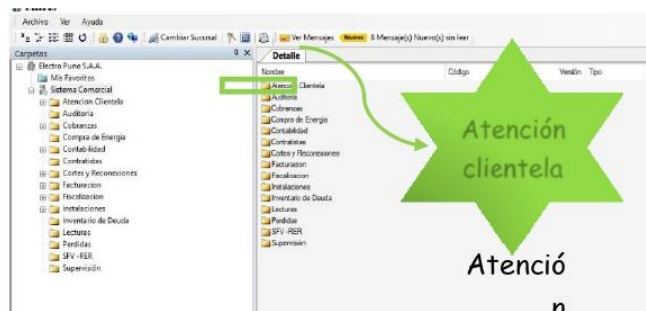 Archivo Ver Ayuda
Cambiar Sucursal Ver Mensajes Nuevo 8 Mensaje(s) Nuevo(s) sin leer
Carpetas
Electro Puno S.A.A.
Mis Favoritos
Sistema Comercial
Atencion Clientela
Auditoria
Cobranzas
Compra de Energia
Contabilidad
Contratistas
Cortes y Reconexiones
Facturacion
Fiscalizacion
Instalaciones
Inventario de Deuda
Lecturas
Perdidas
SFV -RER
Supervisión
Detalle
Nombre Código Versión Tipo
Atencion Clientela
Auditoria
Cobranzas
Compra de Energia
Contabilidad
Contratistas
Cortes y Reconexiones
Facturacion
Fiscalizacion
Instalaciones
Inventario de Deuda
Lecturas
Perdidas
SFV -RER
Supervisión
Atención
clientela
Atenció
n